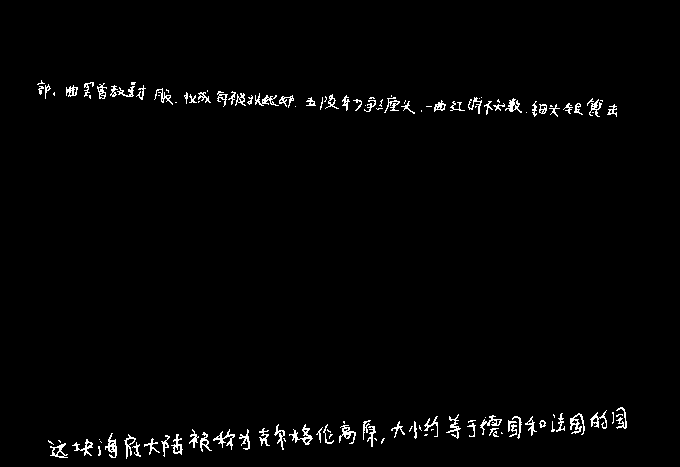 部。曲罢曾教善才服,妆成每被秋娘妒.五陵年少争缠头.一曲红绡不知数.钿头银篦击
这块海底大陆被称为克尔格伦高原,大小约等于德国和法国的国